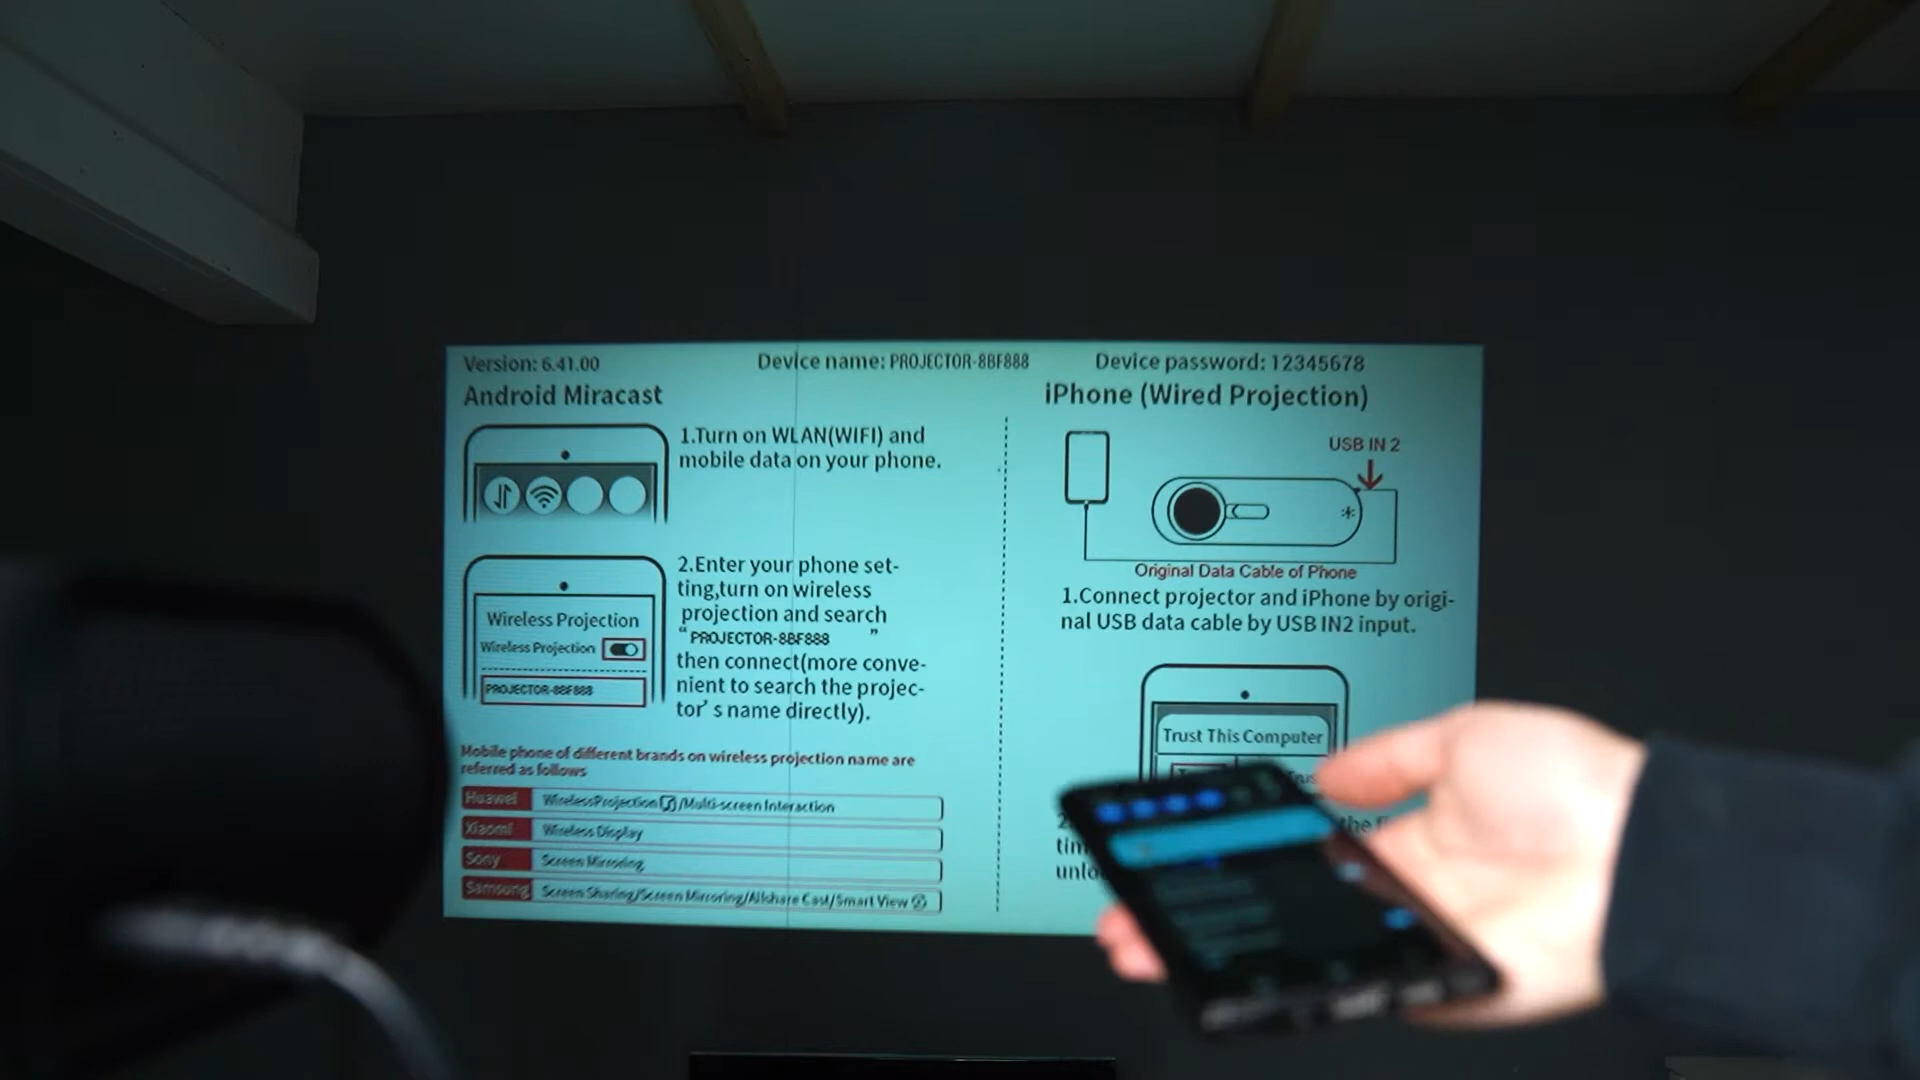 Version: 6.41.00
Device name: PROJECTOR-8BF888
Device password: 12345678
Android Miracast
1.Turn on WLAN(WIFI) and
mobile data on your phone.
2.Enter your phone set-
ting,turn on wireless
projection and search
“PROJECTOR-8BF888”
then connect(more conve-
nient to search the projec-
tor's name directly).
Wireless Projection
Wireless Projection
PROJECTOR-8BF888
Mobile phone of different brands on wireless projection name are
referred as follows
Huawei WirelessProjection /Multi-screen Interaction
Xiaomi Wireless Display
Sony Screen Mirroring
Samsung Screen Sharing/Screen Mirroring/Allshare Cast/Smart View
iPhone (Wired Projection)
USB IN 2
Original Data Cable of Phone
1.Connect projector and iPhone by origi-
nal USB data cable by USB IN2 input.
Trust This Computer
the